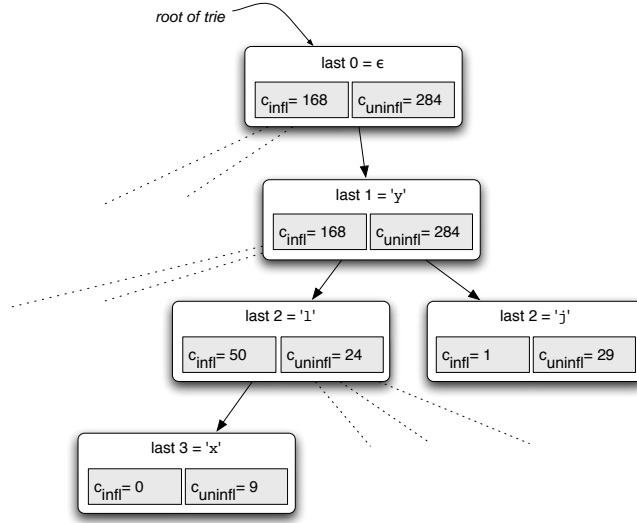 root of trie
last 0 = ϵ
c_infl= 168 c_uninfl= 284
last 1 = 'y'
c_infl= 168 c_uninfl= 284
last 2 = 'l' last 2 = 'j'
c_infl= 50 c_uninfl= 24 c_infl= 1 c_uninfl= 29
last 3 = 'x'
c_infl= 0 c_uninfl= 9